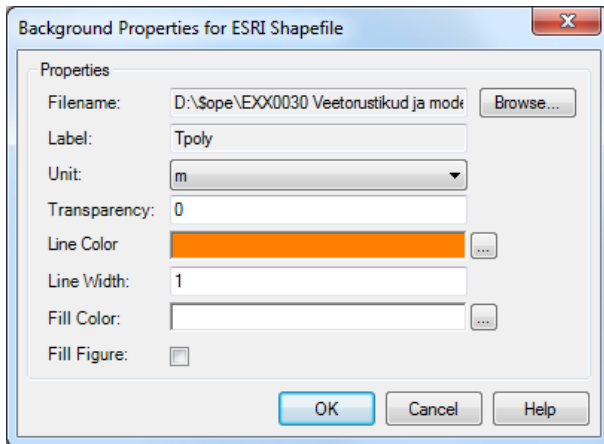 Background Properties for ESRI Shapefile
Properties
Filename: D:\$ope\EXX0030 Veetorustikud ja mode Browse...
Label: Tpoly
Unit: m
Transparency: 0
Line Color ...
Line Width: 1
Fill Color: ...
Fill Figure:
OK Cancel Help